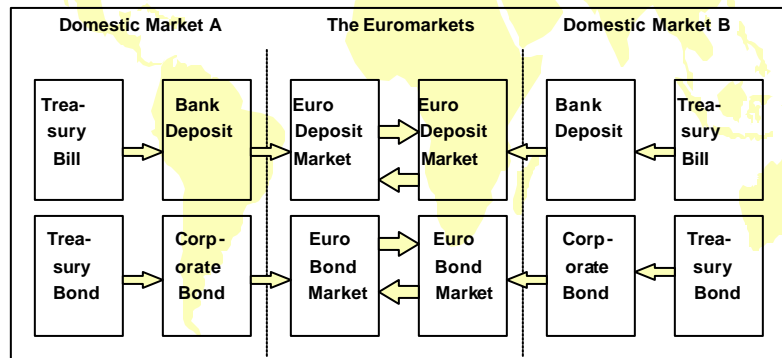 Domestic Market A
The Euromarkets
Domestic Market B
Trea-
sury
Bill
Bank
Deposit
Euro
Deposit
Market
Euro
Deposit
Market
Bank
Deposit
Trea-
sury
Bill
Trea-
sury
Bond
Corp-
orate
Bond
Euro
Bond
Market
Euro
Bond
Market
Corp-
orate
Bond
Trea-
sury
Bond